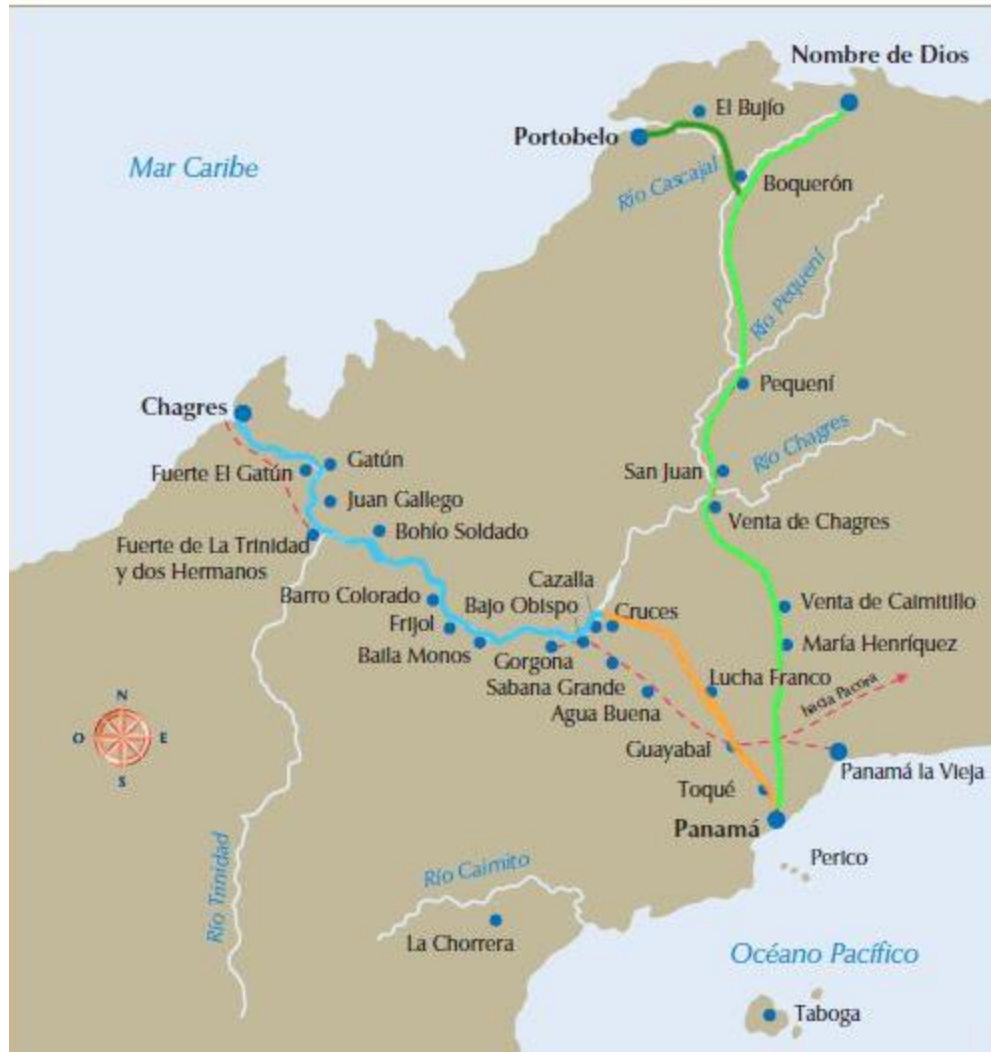 Nombre de Dios
El Bujío
Portobelo
Mar Caribe
Río Cascajal
Boquerón
Río Pequení
Pequení
Chagres
Río Chagres
San Juan
Gatún
Fuerte El Gatún
Juan Gallego
Venta de Chagres
Bohío Soldado
Fuerte de La Trinidad
y dos Hermanos
Cazalla
Barro Colorado
Bajo Obispo
Cruces
Venta de Caimitillo
Frijol
Baila Monos
María Henríquez
Gorgona
Sabana Grande
Lucha Franco
hacia Pacora
Agua Buena
N
O
E
S
Guayabal
Panamá la Vieja
Toqué
Panamá
Perico
Río Trinidad
Río Caimito
La Chorrera
Océano Pacífico
Taboga